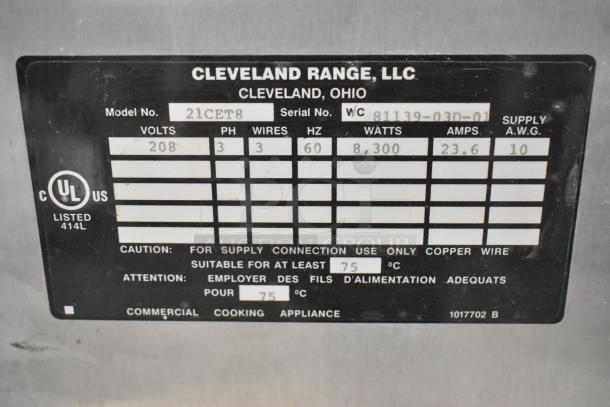 CLEVELAND RANGE, LLC
CLEVELAND, OHIO
Model No. 21CET8 Serial No. WC 81139-03D-01
VOLTS PH WIRES HZ WATTS AMPS SUPPLY A.W.G.
208 3 3 60 8,300 23.6 10
C UL US
LISTED
414L
CAUTION: FOR SUPPLY CONNECTION USE ONLY COPPER WIRE
SUITABLE FOR AT LEAST 75 °C
ATTENTION: EMPLOYER DES FILS D'ALIMENTATION ADEQUATS
POUR 75 °C
COMMERCIAL COOKING APPLIANCE 1017702 B